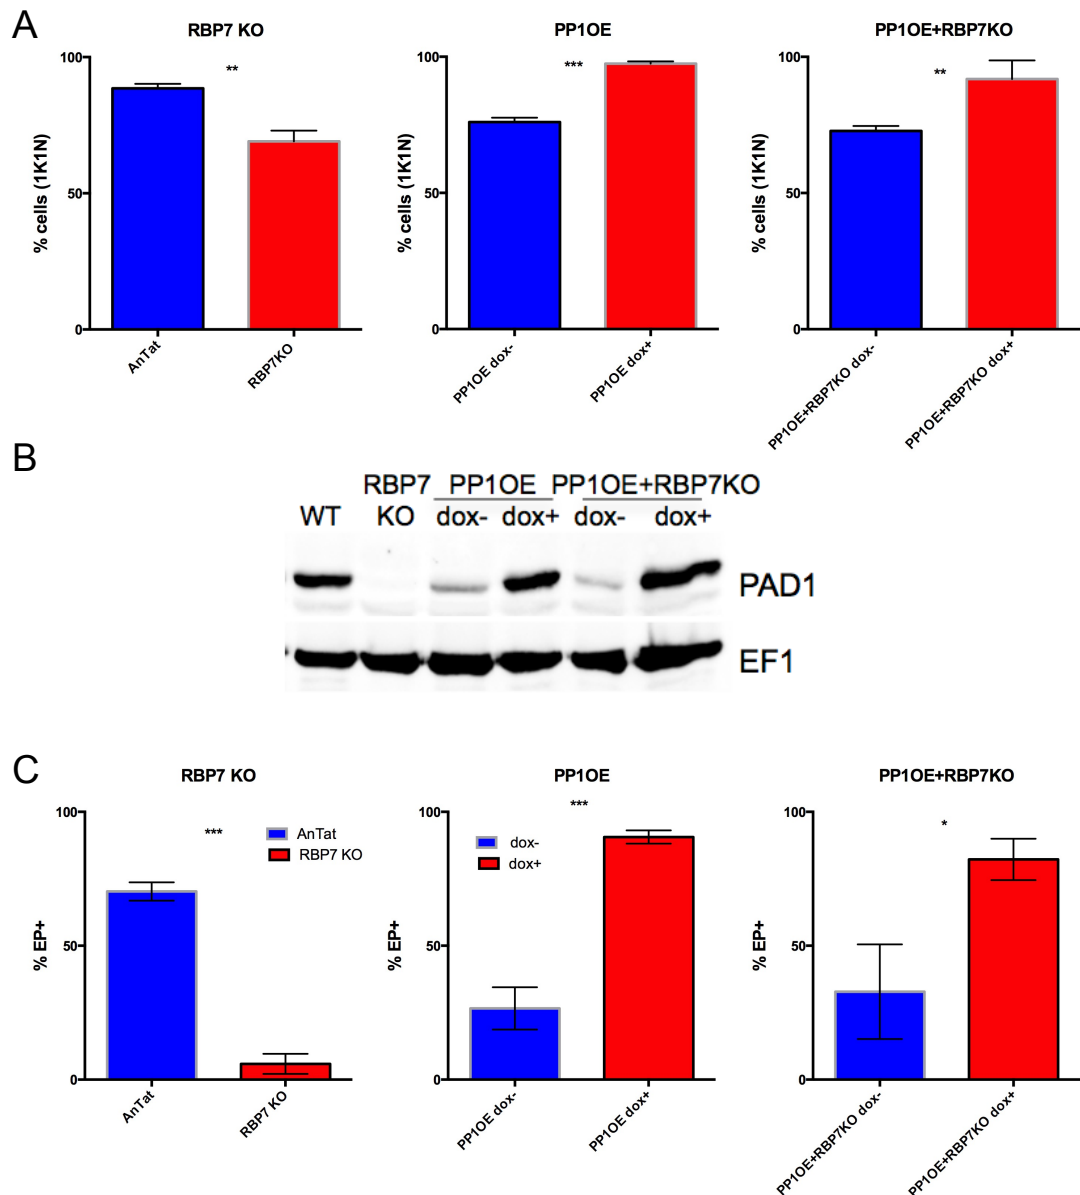 A
RBP7 KO
PP1OE
PP1OE+RBP7KO
% cells (1K1N)
100
50
0
**
AnTat
RBP7KO
% cells (1K1N)
100
50
0
***
PP1OE dox-
PP1OE dox+
% cells (1K1N)
100
50
0
**
PP1OE+RBP7KO dox-
PP1OE+RBP7KO dox+
B
RBP7 PP1OE PP1OE+RBP7KO
WT KO dox- dox+ dox- dox+
PAD1
EF1
C
RBP7 KO
PP1OE
PP1OE+RBP7KO
% EP+
100
50
0
***
AnTat
RBP7 KO
AnTat
RBP7 KO
% EP+
100
50
0
***
dox-
dox+
PP1OE dox-
PP1OE dox+
% EP+
100
50
0
*
PP1OE+RBP7KO dox-
PP1OE+RBP7KO dox+